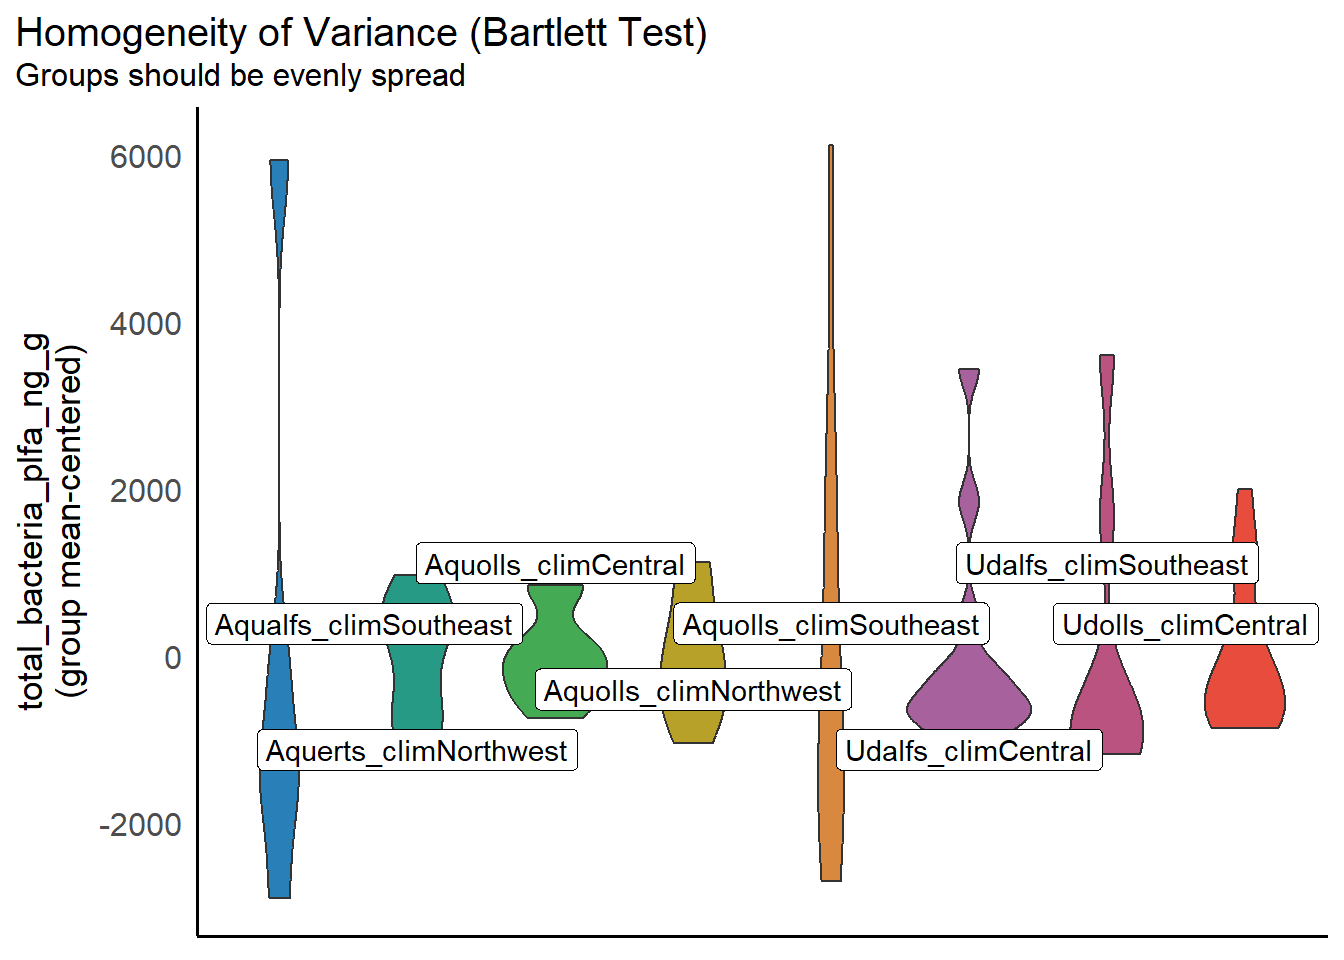 Homogeneity of Variance (Bartlett Test)
Groups should be evenly spread
total_bacteria_plfa_ng_g
(group mean-centered)
6000
4000
2000
0
-2000
Aquolls_climCentral
Udalfs_climSoutheast
Aqualfs_climSoutheast
Aquolls_climSoutheast
Udolls_climCentral
Aquolls_climNorthwest
Aquerts_climNorthwest
Udalfs_climCentral